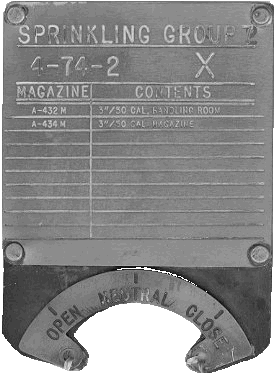 SPRINKLING GROUP 2
4-74-2 X
MAGAZINE CONTENTS
A-432 M 3"/50 CAL. HANDLING ROOM
A-434 M 3"/50 CAL. MAGAZINE
OPEN NEUTRAL CLOSE